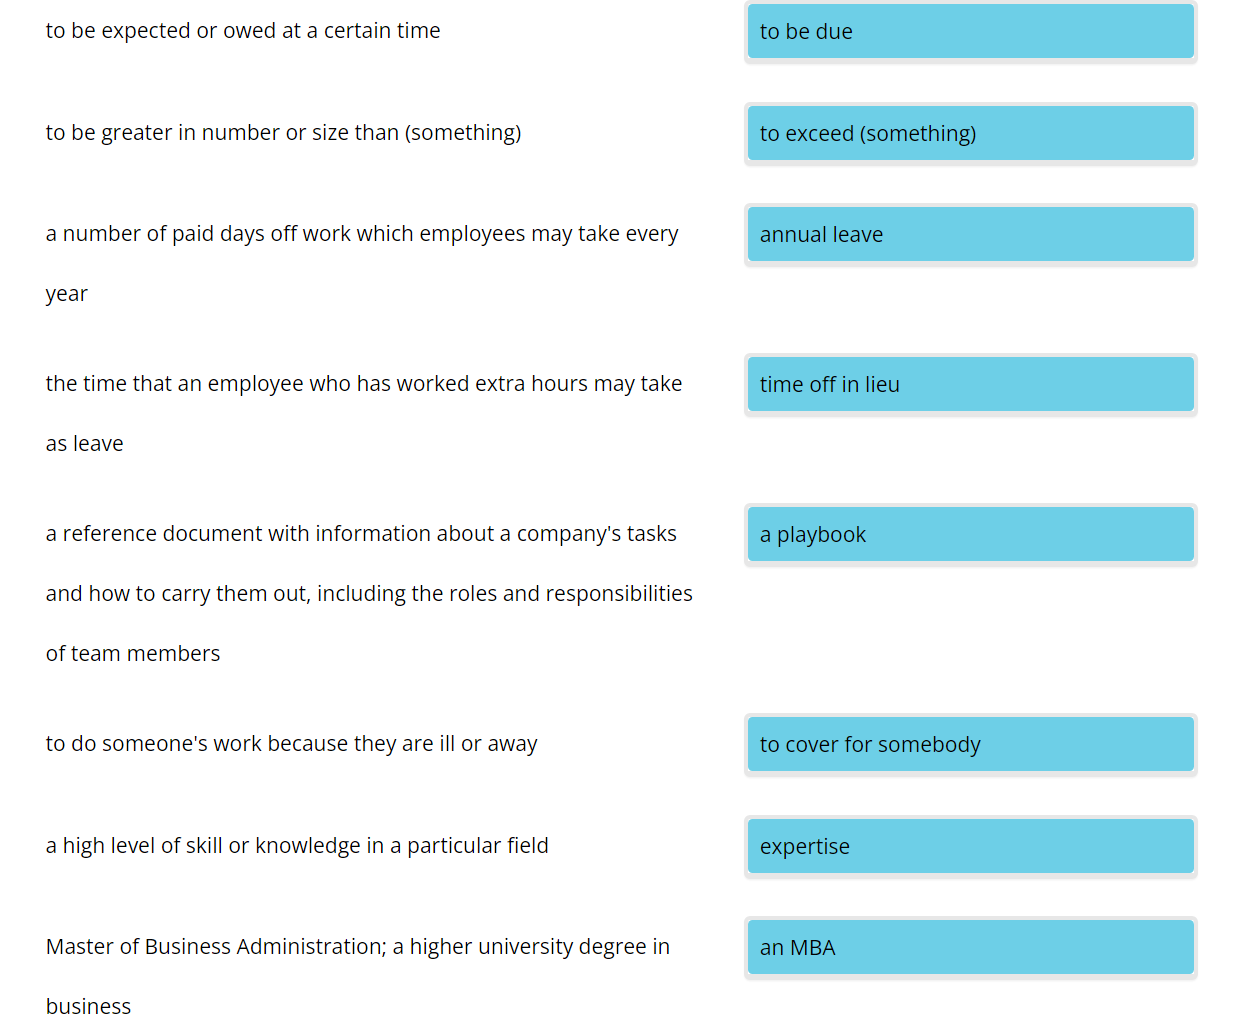 to be expected or owed at a certain time
to be due
to be greater in number or size than (something)
to exceed (something)
a number of paid days off work which employees may take every
year
annual leave
the time that an employee who has worked extra hours may take
as leave
time off in lieu
a reference document with information about a company's tasks
and how to carry them out, including the roles and responsibilities
of team members
a playbook
to do someone's work because they are ill or away
to cover for somebody
a high level of skill or knowledge in a particular field
expertise
Master of Business Administration; a higher university degree in
business
an MBA